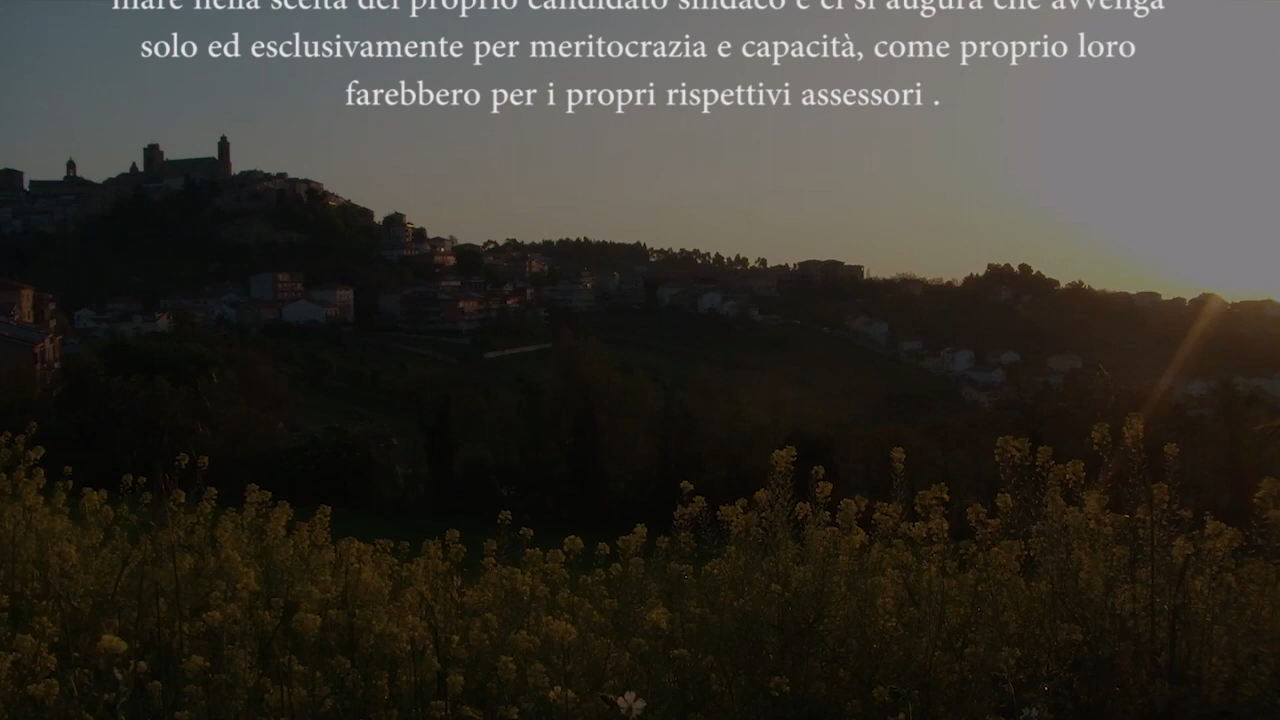 mare nella scelta del proprio candidato sindaco e ci si augura che avvenga
solo ed esclusivamente per meritocrazia e capacità, come proprio loro
farebbero per i propri rispettivi assessori .